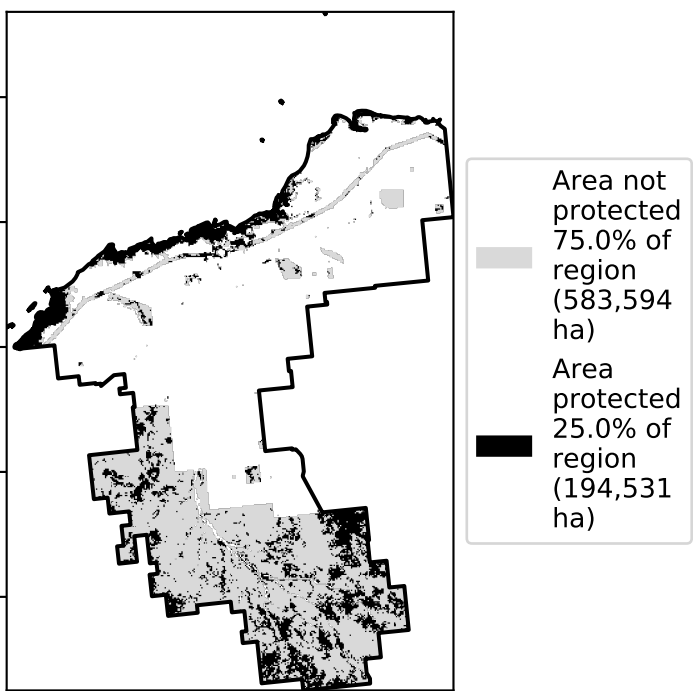 Area not
protected
75.0% of
region
(583,594
ha)
Area
protected
25.0% of
region
(194,531
ha)